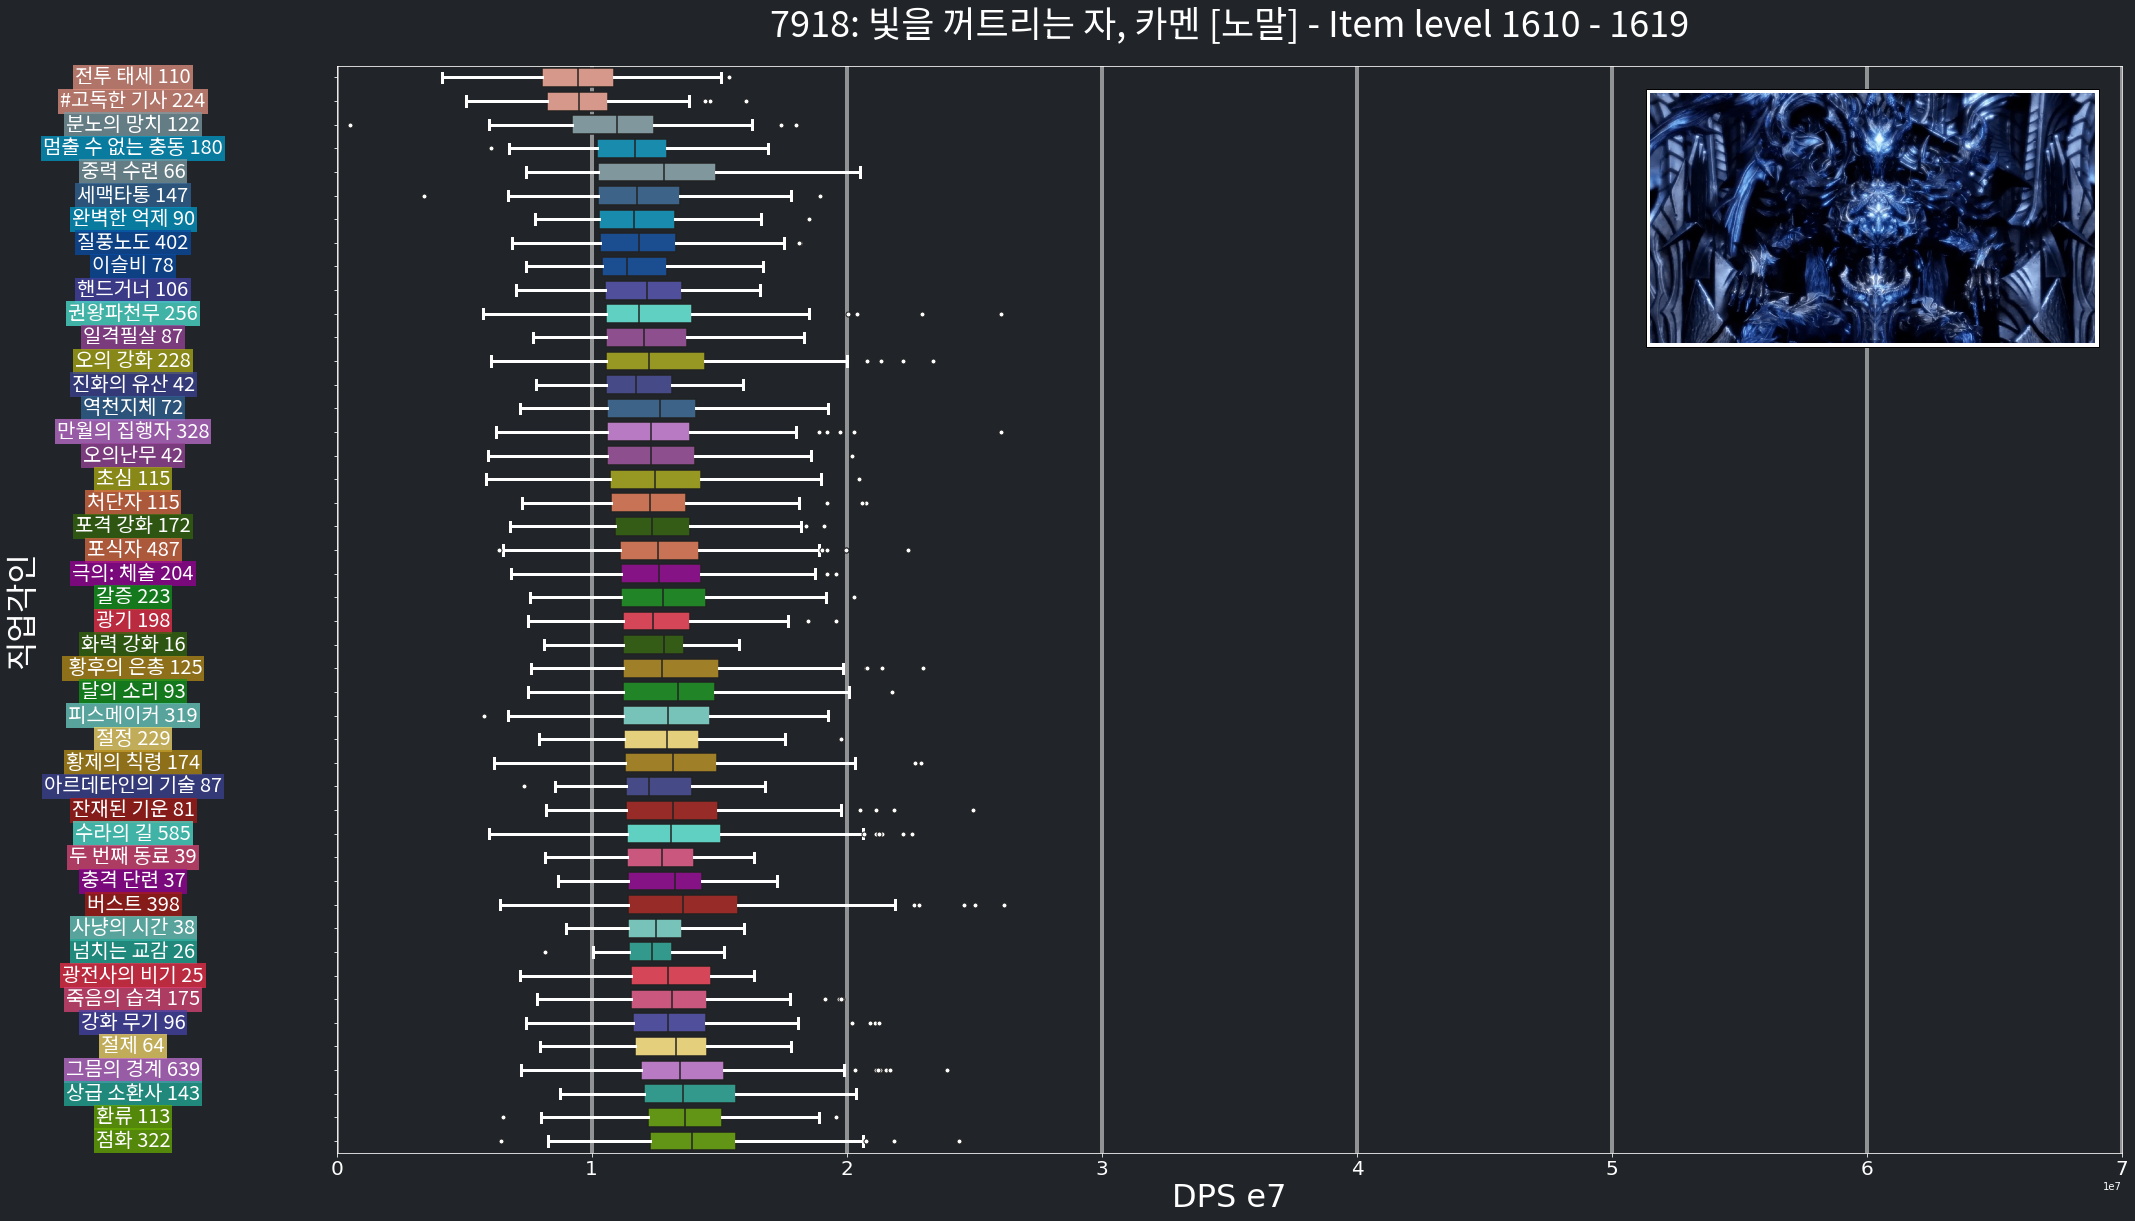 7918: 빛을 꺼트리는 자, 카멘 [노말] - Item level 1610 - 1619
전투 태세 110
#고독한 기사 224
분노의 망치 122
멈출 수 없는 충동 180
중력 수련 66
세맥타통 147
완벽한 억제 90
질풍노도 402
이슬비 78
핸드거너 106
권왕파천무 256
일격필살 87
오의 강화 228
진화의 유산 42
역천지체 72
만월의 집행자 328
오의난무 42
초심 115
처단자 115
포격 강화 172
포식자 487
극의: 체술 204
갈증 223
광기 198
화력 강화 16
황후의 은총 125
달의 소리 93
피스메이커 319
절정 229
황제의 칙령 174
아르데타인의 기술 87
잔재된 기운 81
수라의 길 585
두 번째 동료 39
충격 단련 37
버스트 398
사냥의 시간 38
넘치는 교감 26
광전사의 비기 25
죽음의 습격 175
강화 무기 96
절제 64
그믐의 경계 639
상급 소환사 143
환류 113
점화 322
직업각인
0 1 2 3 4 5 6 7
1e7
DPS e7